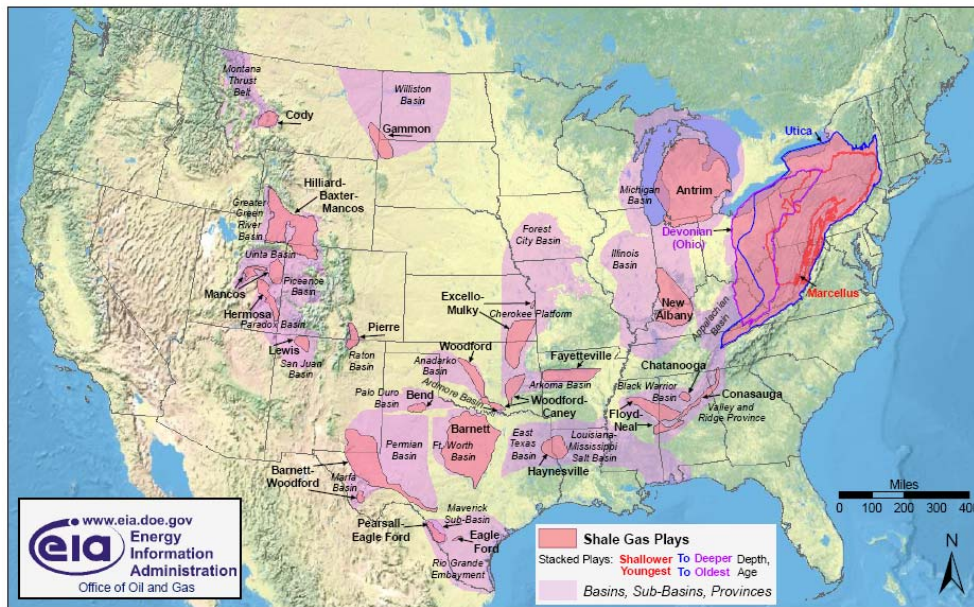 Montana
Thrust
Belt
Cody
Williston
Basin
Gammon
Hilliard-
Baxter-
Mancos
Greater
Green
River
Basin
Uinta Basin
Piceance
Basin
Mancos
Hermosa
Paradox Basin
Lewis
San Juan
Basin
Pierre
Raton
Basin
Forest
City Basin
Excello-
Mulky
Cherokee Platform
Woodford
Anadarko
Basin
Ardmore Basin
Palo Duro
Basin
Bend
Arkoma Basin
Woodford-
Caney
Fayetteville
Michigan
Basin
Antrim
Illinois
Basin
New
Albany
Utica
Devonian
(Ohio)
Marcellus
Appalachian
Basin
Chatanooga
Black Warrior
Basin
Floyd-
Neal
Conasauga
Valley and
Ridge Province
Permian
Basin
Barnett
Ft. Worth
Basin
Barnett-
Woodford
Marfa
Basin
East
Texas
Basin
Haynesville
Louisiana-
Mississippi
Salt Basin
Pearsall-
Eagle Ford
Maverick
Sub-Basin
Eagle
Ford
Rio Grande
Embayment
Miles
0 100 200 300 400
N
www.eia.doe.gov
eia
Energy
Information
Administration
Office of Oil and Gas
Shale Gas Plays
Stacked Plays: Shallower To Deeper Depth,
Youngest To Oldest Age
Basins, Sub-Basins, Provinces